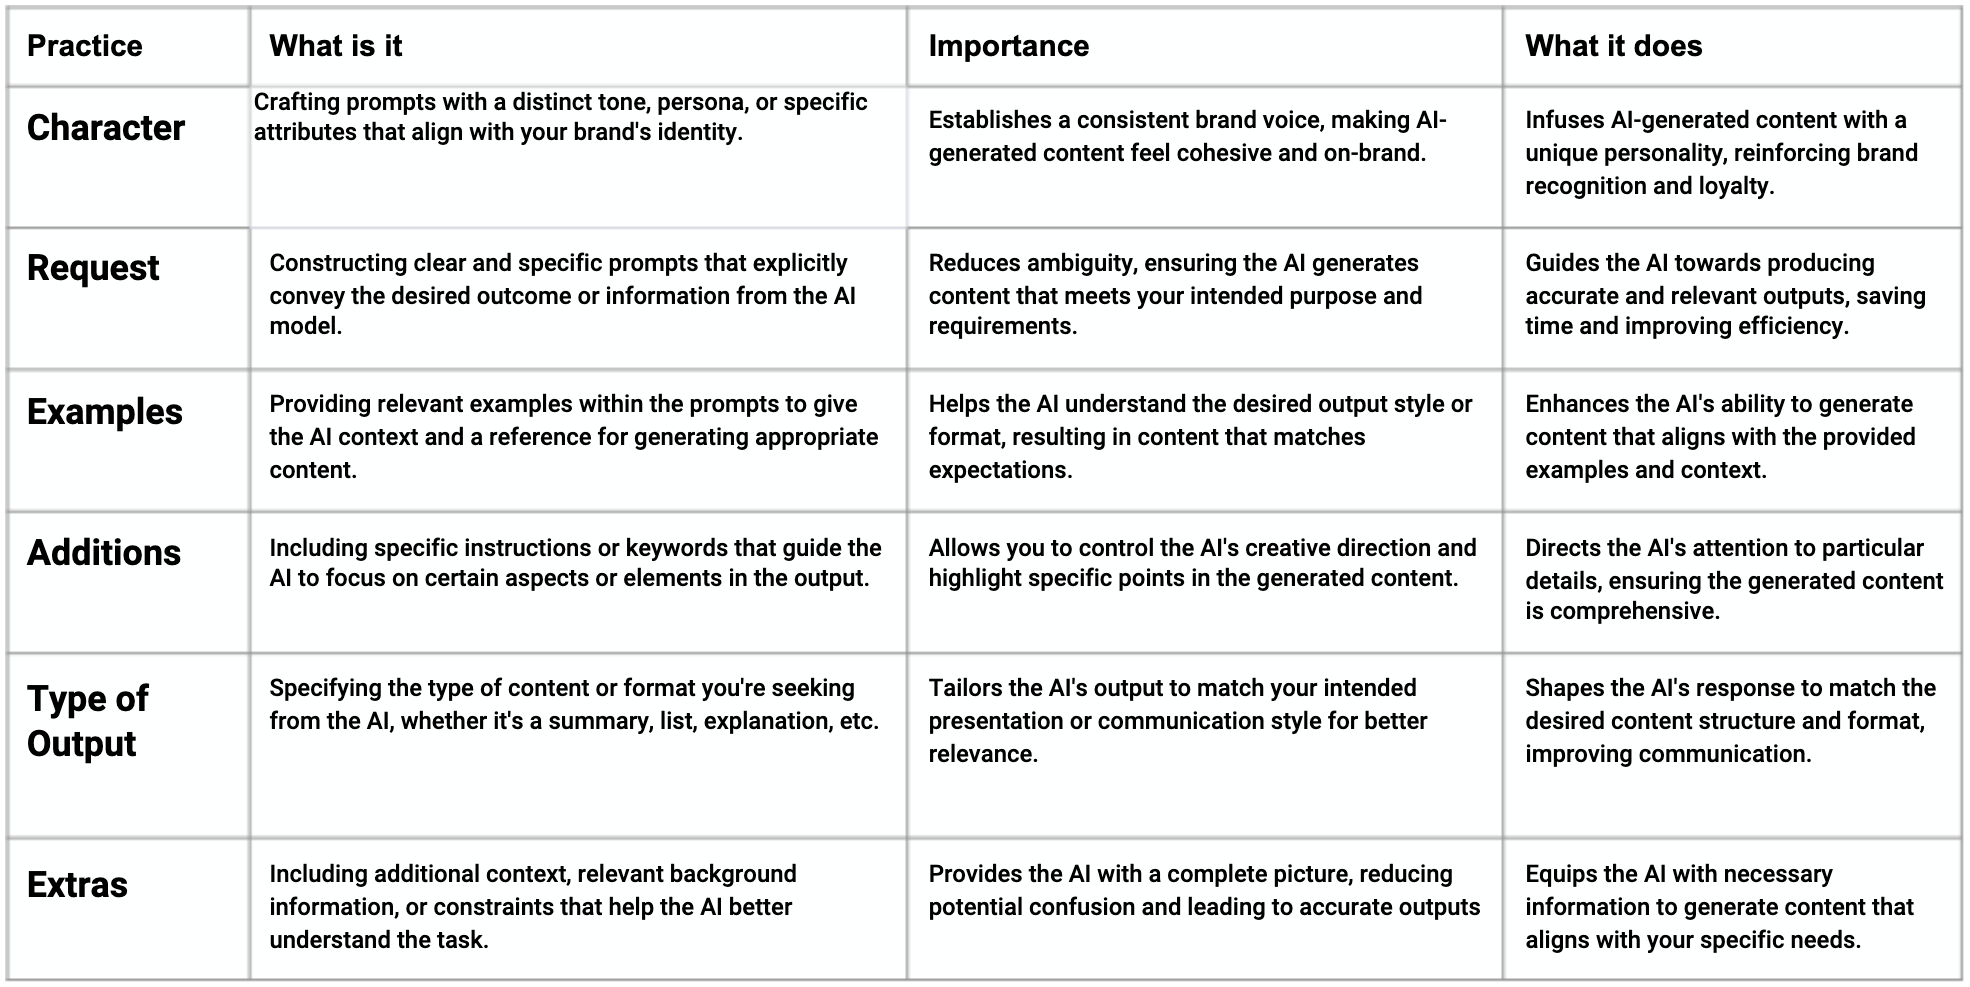 Practice
What is it
Importance
What it does
Character
Crafting prompts with a distinct tone, persona, or specific
attributes that align with your brand's identity.
Establishes a consistent brand voice, making AI-
generated content feel cohesive and on-brand.
Infuses AI-generated content with a
unique personality, reinforcing brand
recognition and loyalty.
Request
Constructing clear and specific prompts that explicitly
convey the desired outcome or information from the AI
model.
Reduces ambiguity, ensuring the AI generates
content that meets your intended purpose and
requirements.
Guides the AI towards producing
accurate and relevant outputs, saving
time and improving efficiency.
Examples
Providing relevant examples within the prompts to give
the AI context and a reference for generating appropriate
content.
Helps the AI understand the desired output style or
format, resulting in content that matches
expectations.
Enhances the AI's ability to generate
content that aligns with the provided
examples and context.
Additions
Including specific instructions or keywords that guide the
AI to focus on certain aspects or elements in the output.
Allows you to control the AI's creative direction and
highlight specific points in the generated content.
Directs the AI's attention to particular
details, ensuring the generated content
is comprehensive.
Type of
Output
Specifying the type of content or format you're seeking
from the AI, whether it's a summary, list, explanation, etc.
Tailors the AI's output to match your intended
presentation or communication style for better
relevance.
Shapes the AI's response to match the
desired content structure and format,
improving communication.
Extras
Including additional context, relevant background
information, or constraints that help the AI better
understand the task.
Provides the AI with a complete picture, reducing
potential confusion and leading to accurate outputs
Equips the AI with necessary
information to generate content that
aligns with your specific needs.